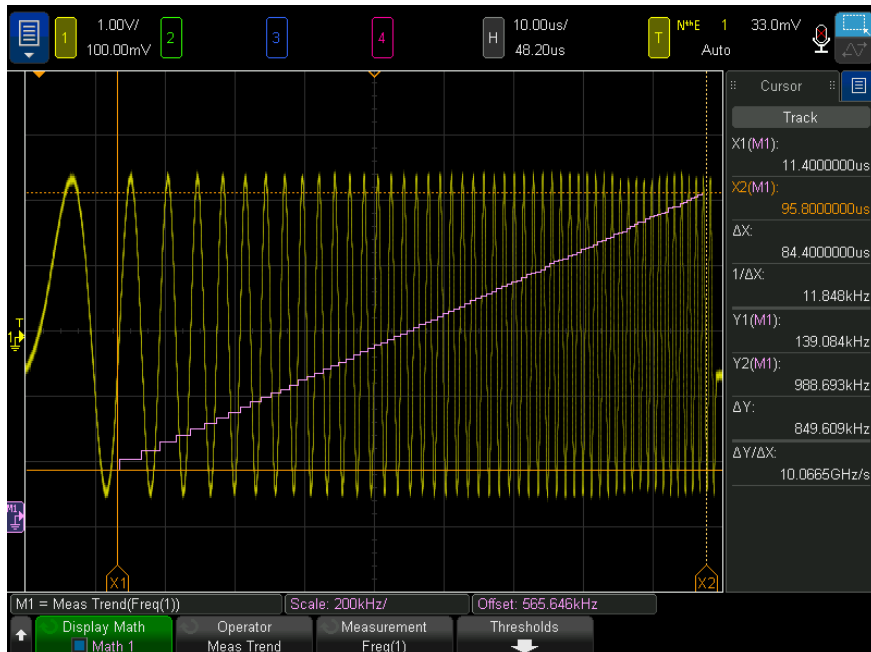 1 1.00V/ 2 3 4 H 10.00us/ T NᵗʰE 1 33.0mV
100.00mV 48.20us Auto
Cursor
Track
X1(M1):
11.4000000us
X2(M1):
95.8000000us
ΔX:
84.4000000us
1/ΔX:
11.848kHz
Y1(M1):
139.084kHz
Y2(M1):
988.693kHz
ΔY:
849.609kHz
ΔY/ΔX:
10.0665GHz/s
T
1
M1
X1 X2
M1 = Meas Trend(Freq(1)) Scale: 200kHz/ Offset: 565.646kHz
Display Math Operator Measurement Thresholds
Math 1 Meas Trend Freq(1)